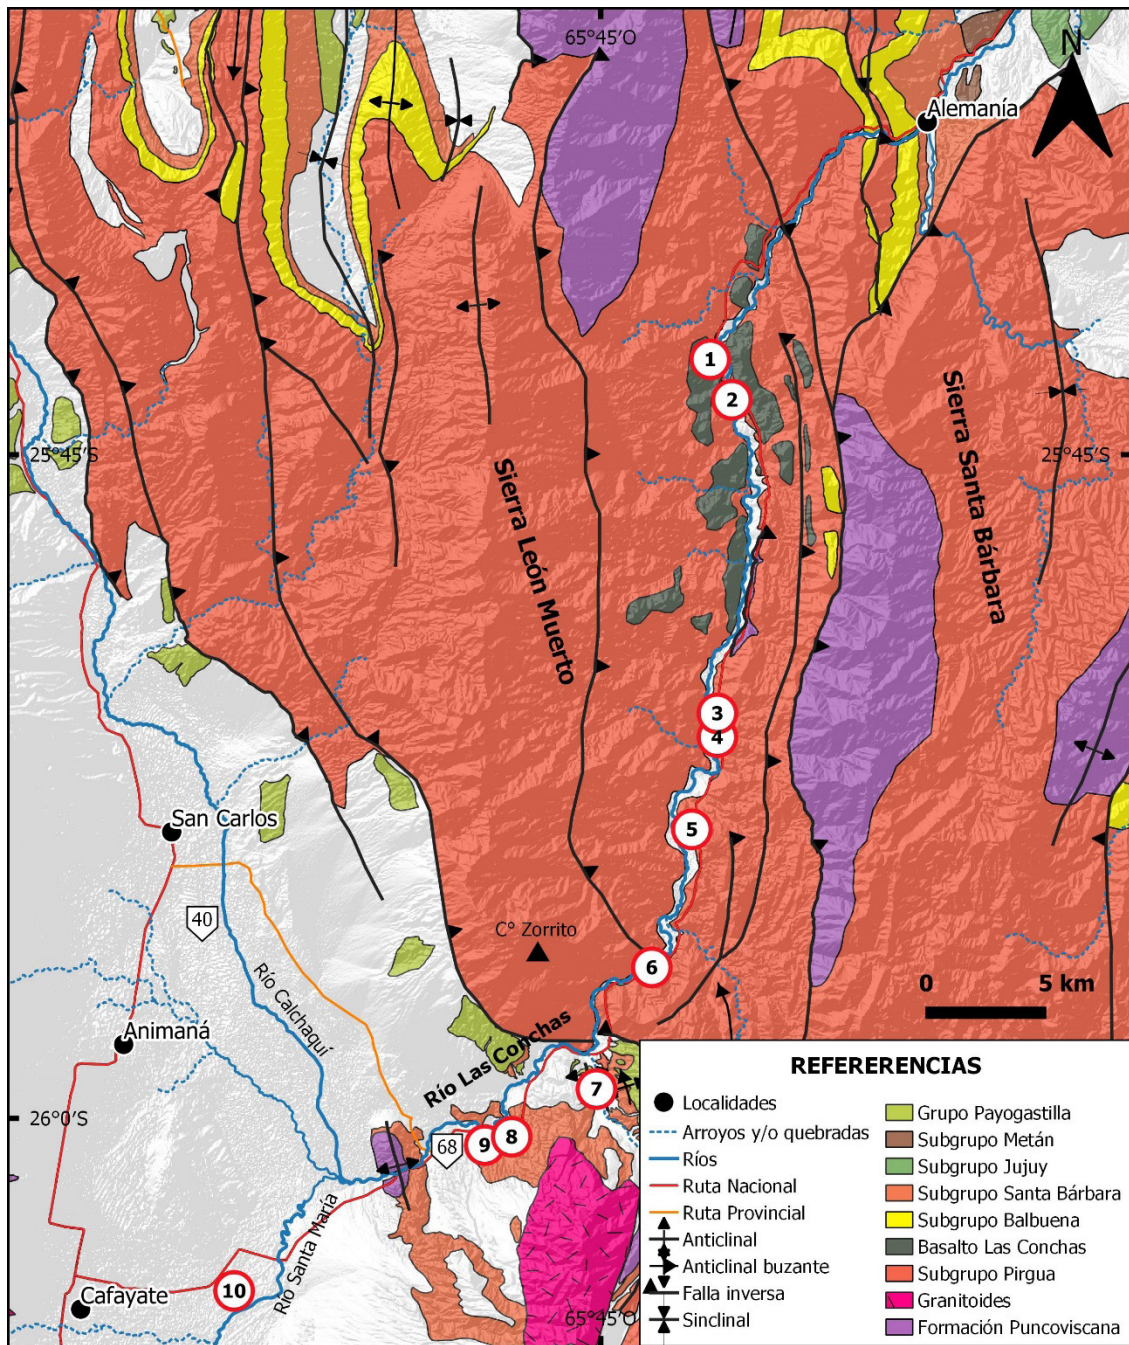 65°45'O
N
Alemanía
1
2
25°45'S
25°45'S
Sierra León Muerto
Sierra Santa Bárbara
3
4
San Carlos
5
40
C° Zorrito
6
0 5 km
Río Calchaquí
Animaná
Río Las Conchas
7
26°0'S
68
9
8
Río Santa María
10
Cafayate
65°45'O
REFERERENCIAS
Localidades
Arroyos y/o quebradas
Ríos
Ruta Nacional
Ruta Provincial
Anticlinal
Anticlinal buzante
Falla inversa
Sinclinal
Grupo Payogastilla
Subgrupo Metán
Subgrupo Jujuy
Subgrupo Santa Bárbara
Subgrupo Balbuena
Basalto Las Conchas
Subgrupo Pirgua
Granitoides
Formación Puncoviscana